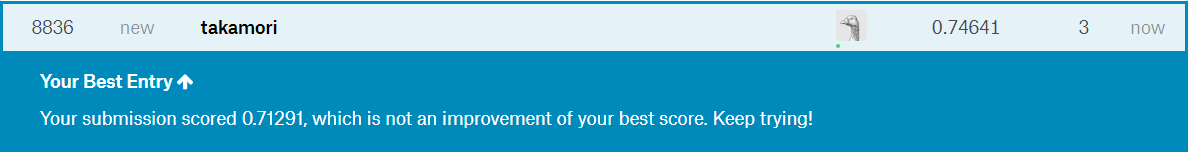 8836 new takamori 0.74641 3 now
Your Best Entry
Your submission scored 0.71291, which is not an improvement of your best score. Keep trying!